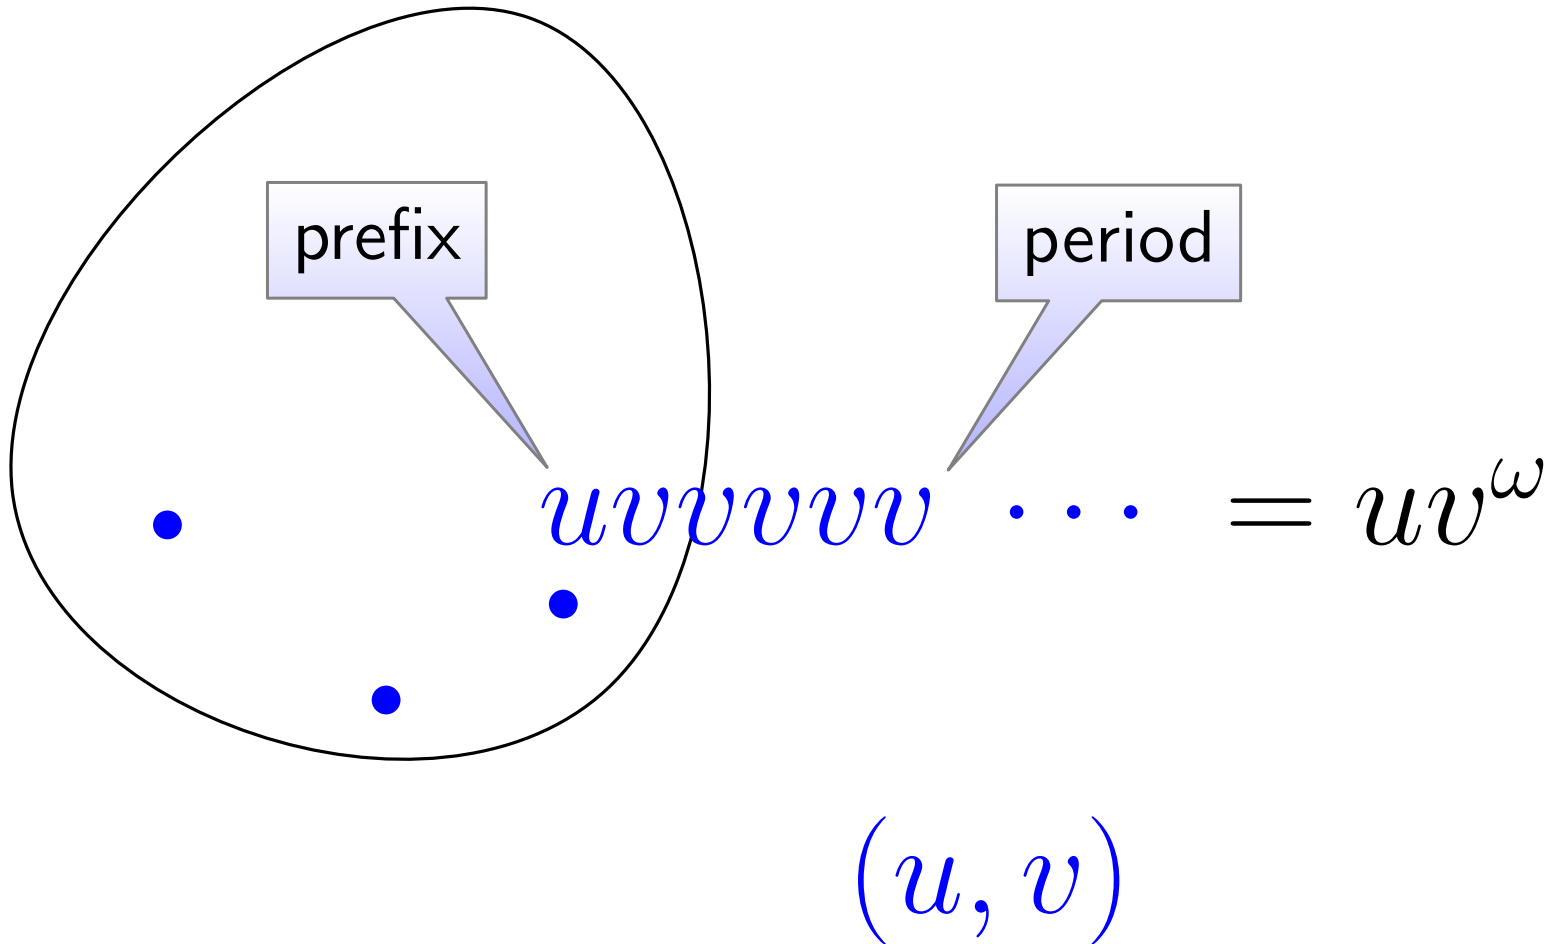 prefix
period
uvvvvv ⋯ = uv^ω
(u, v)